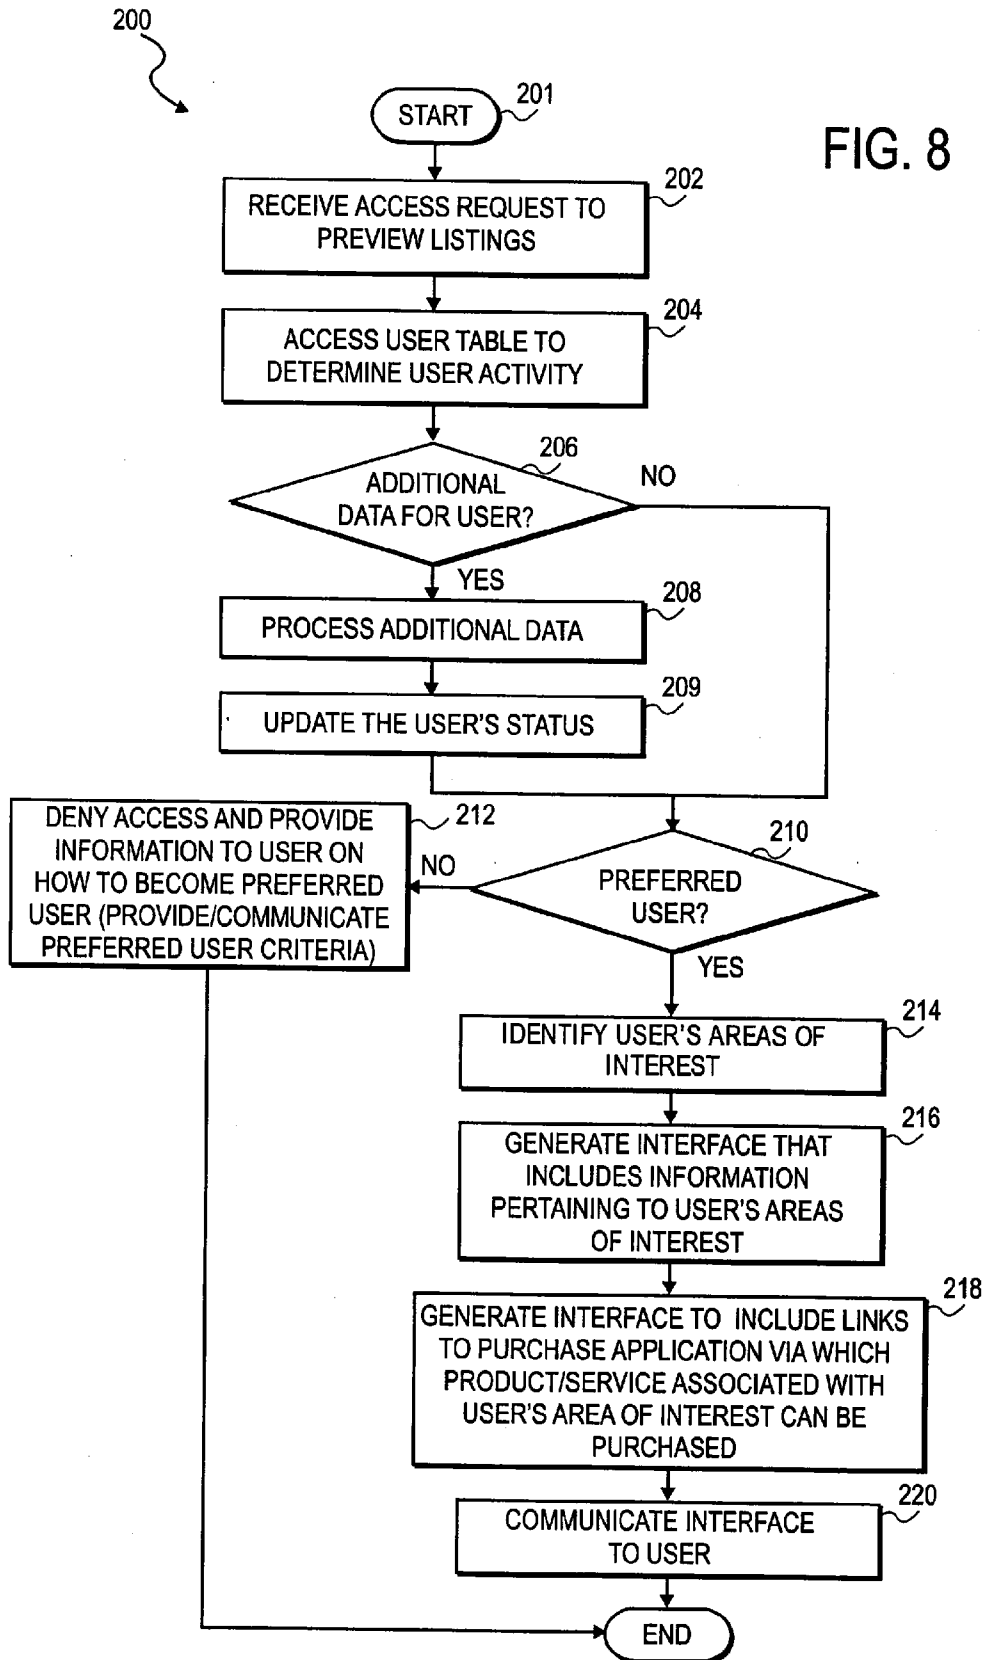 200
START
201
FIG. 8
202
RECEIVE ACCESS REQUEST TO
PREVIEW LISTINGS
204
ACCESS USER TABLE TO
DETERMINE USER ACTIVITY
206
ADDITIONAL
DATA FOR USER?
NO
YES
208
PROCESS ADDITIONAL DATA
209
UPDATE THE USER'S STATUS
DENY ACCESS AND PROVIDE
INFORMATION TO USER ON
HOW TO BECOME PREFERRED
USER (PROVIDE/COMMUNICATE
PREFERRED USER CRITERIA)
212
NO
210
PREFERRED
USER?
YES
214
IDENTIFY USER'S AREAS OF
INTEREST
216
GENERATE INTERFACE THAT
INCLUDES INFORMATION
PERTAINING TO USER'S AREAS
OF INTEREST
218
GENERATE INTERFACE TO INCLUDE LINKS
TO PURCHASE APPLICATION VIA WHICH
PRODUCT/SERVICE ASSOCIATED WITH
USER'S AREA OF INTEREST CAN BE
PURCHASED
220
COMMUNICATE INTERFACE
TO USER
END